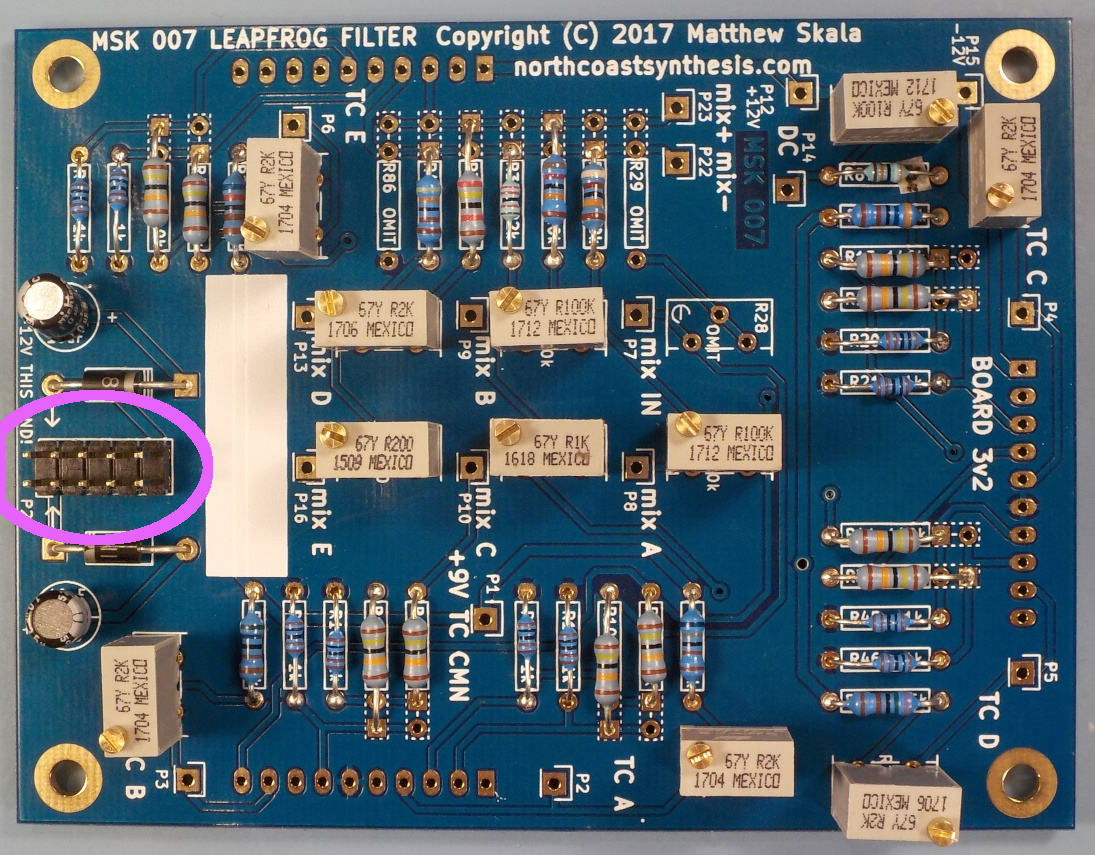 MSK 007 LEAPFROG FILTER Copyright (C) 2017 Matthew Skala
northcoastsynthesis.com
P15
-12V
P12
+12V
P23
mix+
mix-
P22
MSK 007
DC
P14
67Y R100K
1712 MEXICO
67Y R2K
1704 MEXICO
TC C
P4
TC E
P6
67Y R2K
1704 MEXICO
R86 OMIT
R29 OMIT
67Y R2K
1706 MEXICO
P13
mix D
67Y R100K
1712 MEXICO
P9
mix B
P7
mix IN
R28
OMIT
67Y R200
1509 MEXICO
P16
mix E
67Y R1K
1618 MEXICO
P10
mix C
67Y R100K
1712 MEXICO
P8
mix A
BOARD 3v2
+9V
P1
TC CMN
67Y R2K
1704 MEXICO
P3
P2
TC A
67Y R2K
1704 MEXICO
67Y R2K
1706 MEXICO
P5
TC D